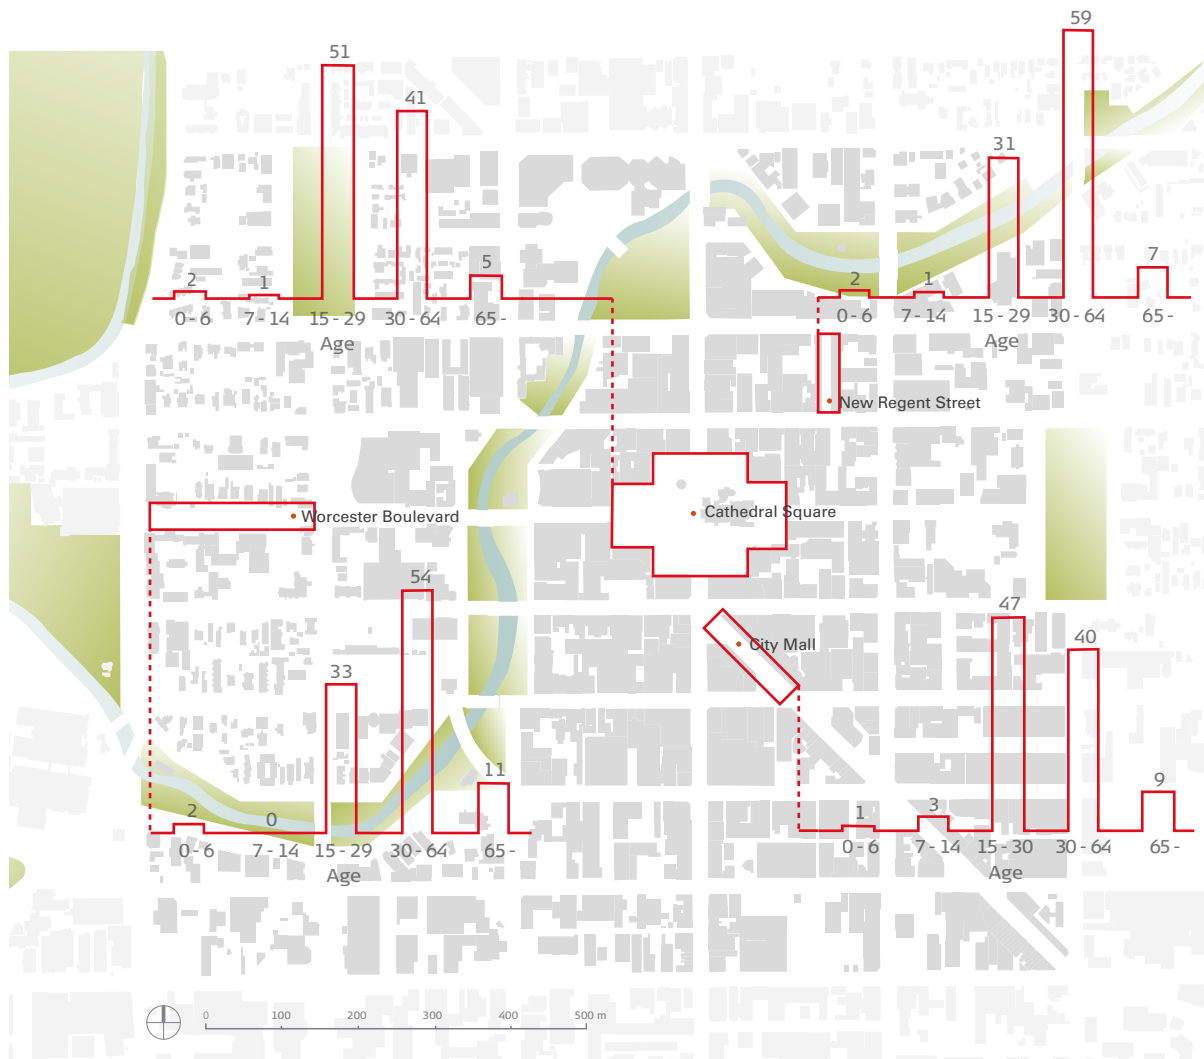 59
51
41
31
7
5
2
1
2
1
0 - 6 7 - 14 15 - 29 30 - 64 65 -
Age
0 - 6 7 - 14 15 - 29 30 - 64 65 -
Age
New Regent Street
Worcester Boulevard
Cathedral Square
City Mall
54
33
11
2
0
0 - 6 7 - 14 15 - 29 30 - 64 65 -
Age
47
40
9
3
1
0 - 6 7 - 14 15 - 30 30 - 64 65 -
Age
0 100 200 300 400 500 m